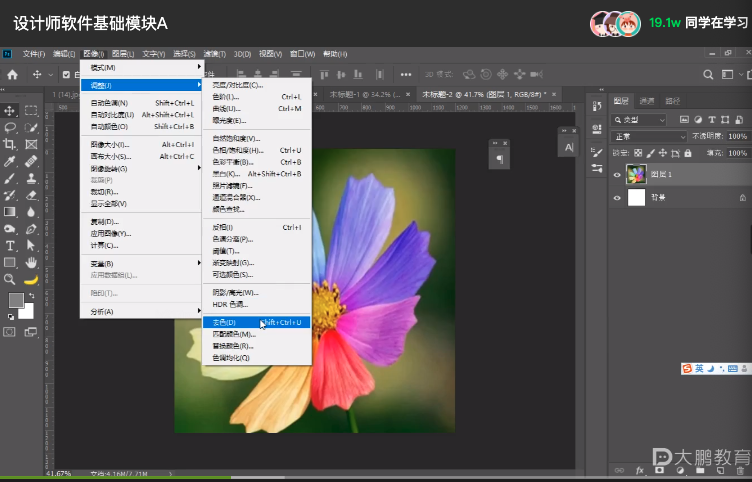 设计师软件基础模块A
19.1w 同学在学习
文件(F) 编辑(E) 图像(I) 图层(L) 文字(Y) 选择(S) 滤镜(T) 3D(D) 视图(V) 窗口(W) 帮助(H)
模式(M)
调整(J)
自动色调(N) Shift+Ctrl+L
自动对比度(U) Alt+Shift+Ctrl+L
自动颜色(O) Shift+Ctrl+B
图像大小(I)... Alt+Ctrl+I
画布大小(S)... Alt+Ctrl+C
图像旋转(G)
裁剪(P)
裁切(R)...
显示全部(V)
复制(D)...
应用图像(Y)...
计算(C)...
变量(B)
应用数据组(L)...
陷印(T)...
分析(A)
亮度/对比度(C)...
色阶(L)... Ctrl+L
曲线(U)... Ctrl+M
曝光度(E)...
自然饱和度(V)...
色相/饱和度(H)... Ctrl+U
色彩平衡(B)... Ctrl+B
黑白(K)... Alt+Shift+Ctrl+B
照片滤镜(F)...
通道混合器(X)...
颜色查找...
反相(I) Ctrl+I
色调分离(P)...
阈值(T)...
渐变映射(G)...
可选颜色(S)...
阴影/高光(W)...
HDR 色调...
去色(D) Shift+Ctrl+U
匹配颜色(M)...
替换颜色(R)...
色调均化(Q)
3D 模式:
未标题-1 @ 34.2% (...
未标题-2 @ 41.7% (图层 1, RGB/8#) *
图层 通道 路径
类型
正常 不透明度: 100%
锁定: 填充: 100%
图层 1
背景
英
大鹏教育
41.67% 文档:4.16M/7.71M